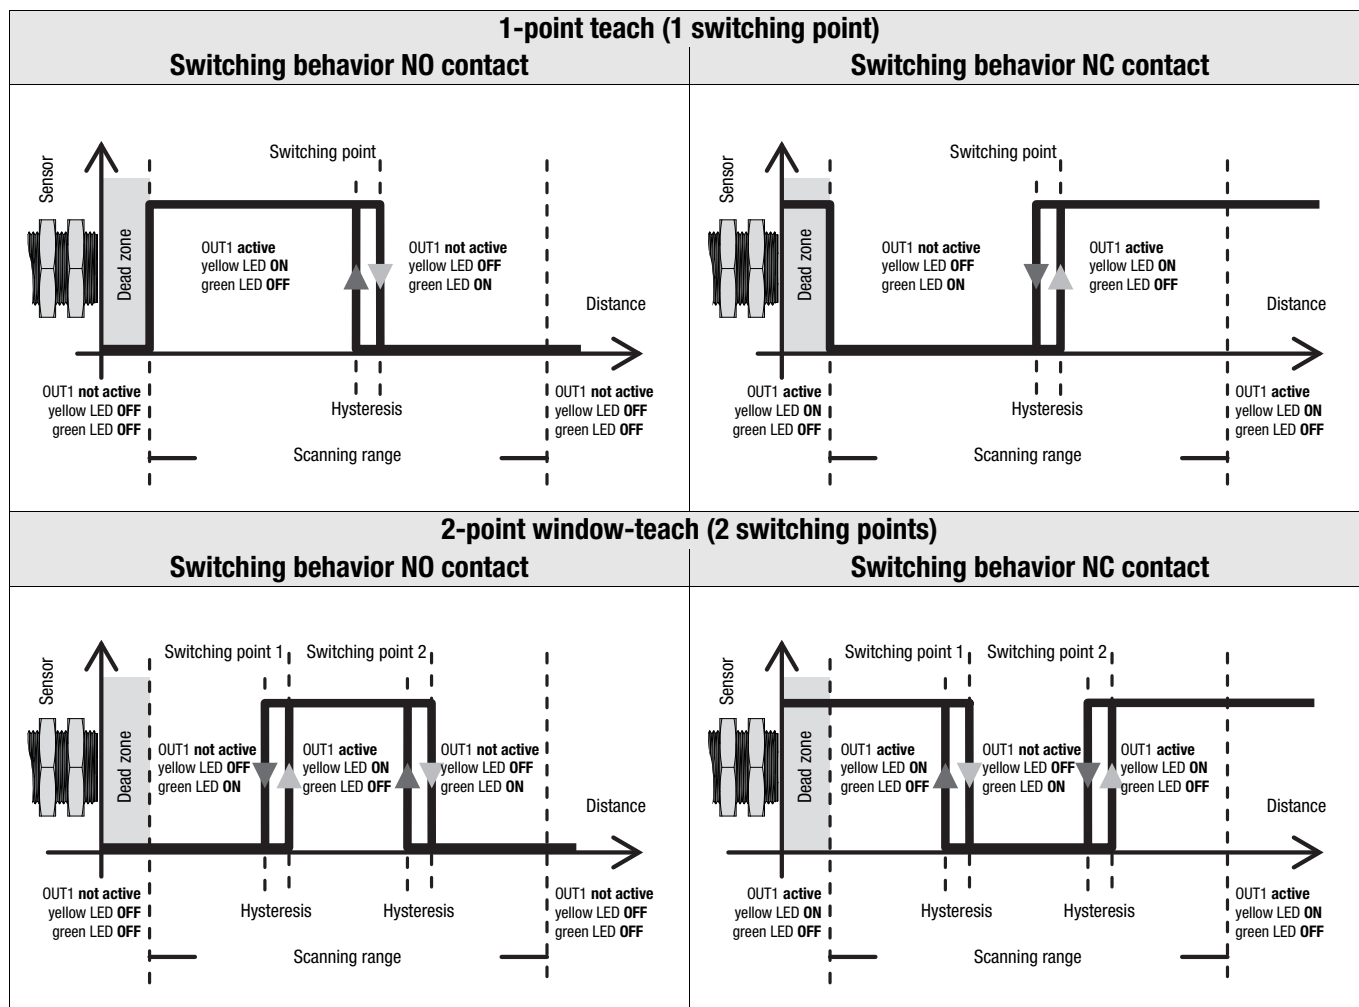 1-point teach (1 switching point)
Switching behavior NO contact
Switching behavior NC contact
Sensor
Dead zone
Switching point
OUT1 active
yellow LED ON
green LED OFF
OUT1 not active
yellow LED OFF
green LED ON
Distance
OUT1 not active
yellow LED OFF
green LED OFF
Hysteresis
OUT1 not active
yellow LED OFF
green LED OFF
Scanning range
Sensor
Dead zone
Switching point
OUT1 not active
yellow LED OFF
green LED ON
OUT1 active
yellow LED ON
green LED OFF
Distance
OUT1 active
yellow LED ON
green LED OFF
Hysteresis
OUT1 active
yellow LED ON
green LED OFF
Scanning range
2-point window-teach (2 switching points)
Switching behavior NO contact
Switching behavior NC contact
Sensor
Dead zone
Switching point 1
Switching point 2
OUT1 not active
yellow LED OFF
green LED ON
OUT1 active
yellow LED ON
green LED OFF
OUT1 not active
yellow LED OFF
green LED ON
Distance
OUT1 not active
yellow LED OFF
green LED OFF
Hysteresis
Hysteresis
OUT1 not active
yellow LED OFF
green LED OFF
Scanning range
Sensor
Dead zone
Switching point 1
Switching point 2
OUT1 active
yellow LED ON
green LED OFF
OUT1 not active
yellow LED OFF
green LED ON
OUT1 active
yellow LED ON
green LED OFF
Distance
OUT1 active
yellow LED ON
green LED OFF
Hysteresis
Hysteresis
OUT1 active
yellow LED ON
green LED OFF
Scanning range